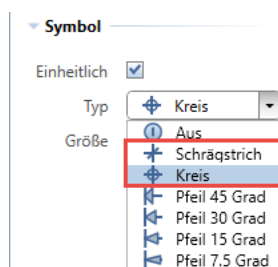 Symbol
Einheitlich
Typ Kreis
Größe
Aus
Schrägstrich
Kreis
Pfeil 45 Grad
Pfeil 30 Grad
Pfeil 15 Grad
Pfeil 7.5 Grad